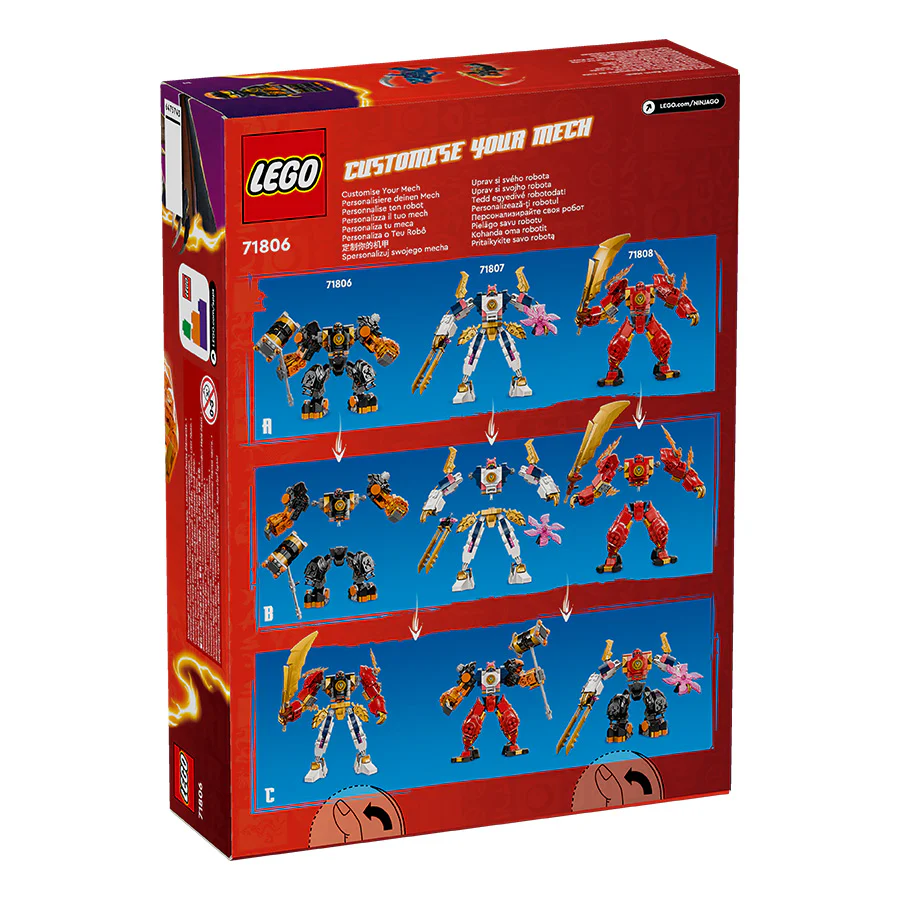 LEGO.com/NINJAGO
LEGO
CUSTOMISE YOUR MECH
Customise Your Mech
Personalisiere deinen Mech
Personnalise ton robot
Personalizza il tuo mech
Personaliza tu meca
Personaliza o Teu Robô
定制你的机甲
Spersonalizuj swojego mecha
Uprav si svého robota
Uprav si svojho robota
Tedd egyedivé robotodat!
Personalizează-ți robotul
Персонализирайте своя робот
Pielāgo savu robotu
Kohanda oma robotit
Pritaikykite savo robotą
71806
71806
71807
71808
A
B
C
LEGO
LEGO
71806